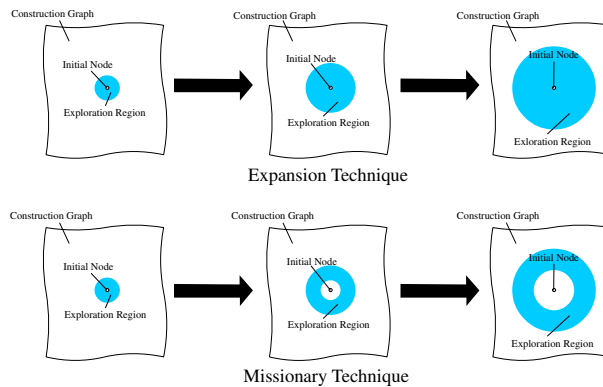 Construction Graph
Initial Node
Exploration Region
Construction Graph
Initial Node
Exploration Region
Construction Graph
Initial Node
Exloration Region
Expansion Technique
Construction Graph
Initial Node
Exploration Region
Construction Graph
Initial Node
Exploration Region
Construction Graph
Initial Node
Exploration Region
Missionary Technique